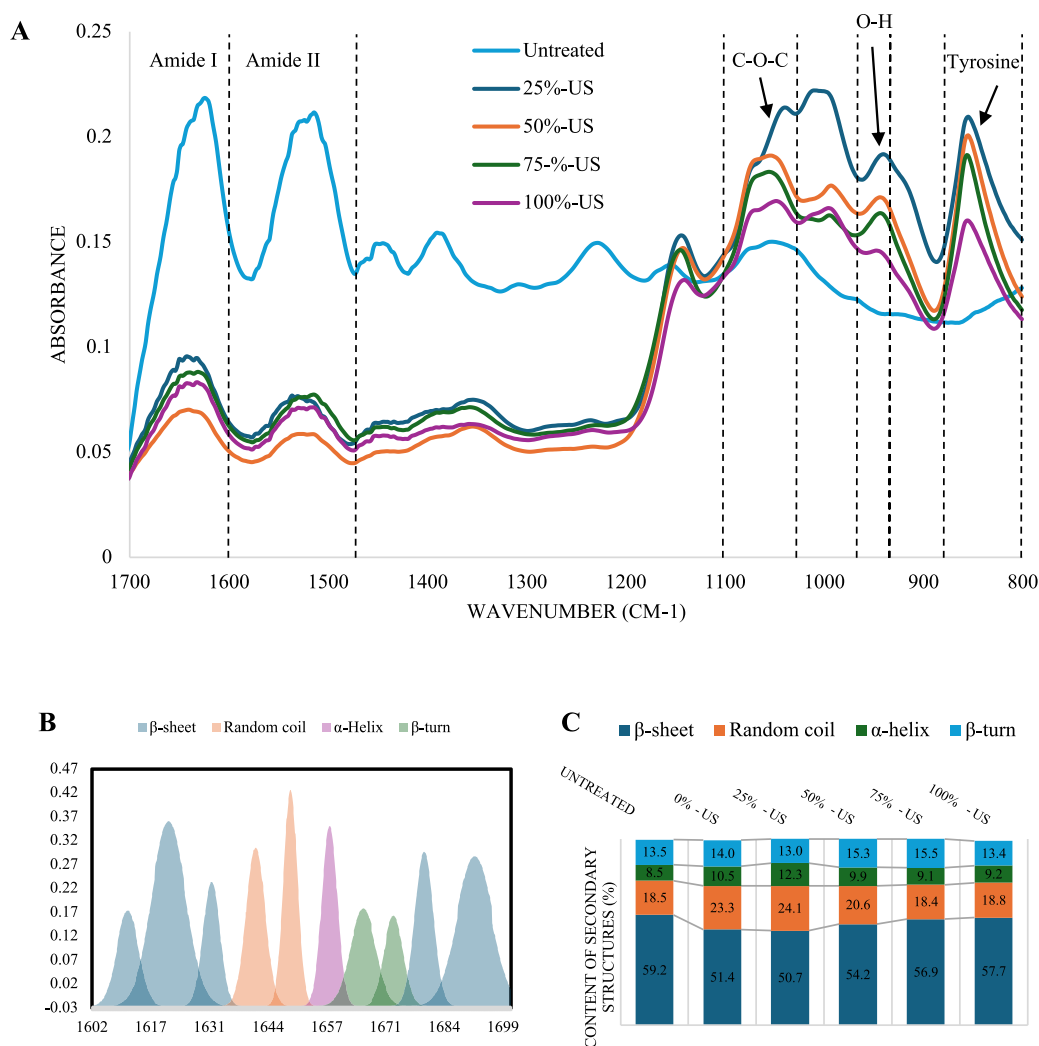 A
0.25
0.2
0.15
0.1
0.05
0
ABSORBANCE
Amide I
Amide II
Untreated
25%-US
50%-US
75-%-US
100%-US
C-O-C
O-H
Tyrosine
1700 1600 1500 1400 1300 1200 1100 1000 900 800
WAVENUMBER (CM-1)
B
β-sheet Random coil α-Helix β-turn
0.47
0.42
0.37
0.32
0.27
0.22
0.17
0.12
0.07
0.02
-0.03
1602 1617 1631 1644 1657 1671 1684 1699
C
β-sheet Random coil α-helix β-turn
UNTREATED
0% - US
25% - US
50% - US
75% - US
100% - US
CONTENT OF SECONDARY
STRUCTURES (%)
13.5 14.0 13.0 15.3 15.5 13.4
8.5 10.5 12.3 9.9 9.1 9.2
18.5 23.3 24.1 20.6 18.4 18.8
59.2 51.4 50.7 54.2 56.9 57.7